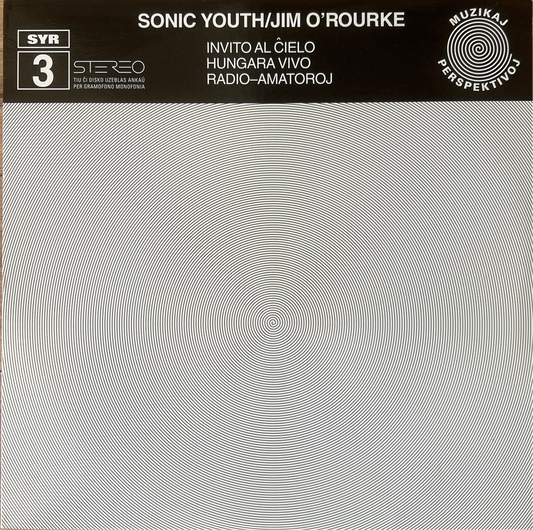 SONIC YOUTH/JIM O'ROURKE
SYR
3
STEREO
TIU ĈI DISKO UZEBLAS ANKAŬ
PER GRAMOFONO MONOFONIA
INVITO AL ĈIELO
HUNGARA VIVO
RADIO–AMATOROJ
MUZIKAJ
PERSPEKTIVOJ